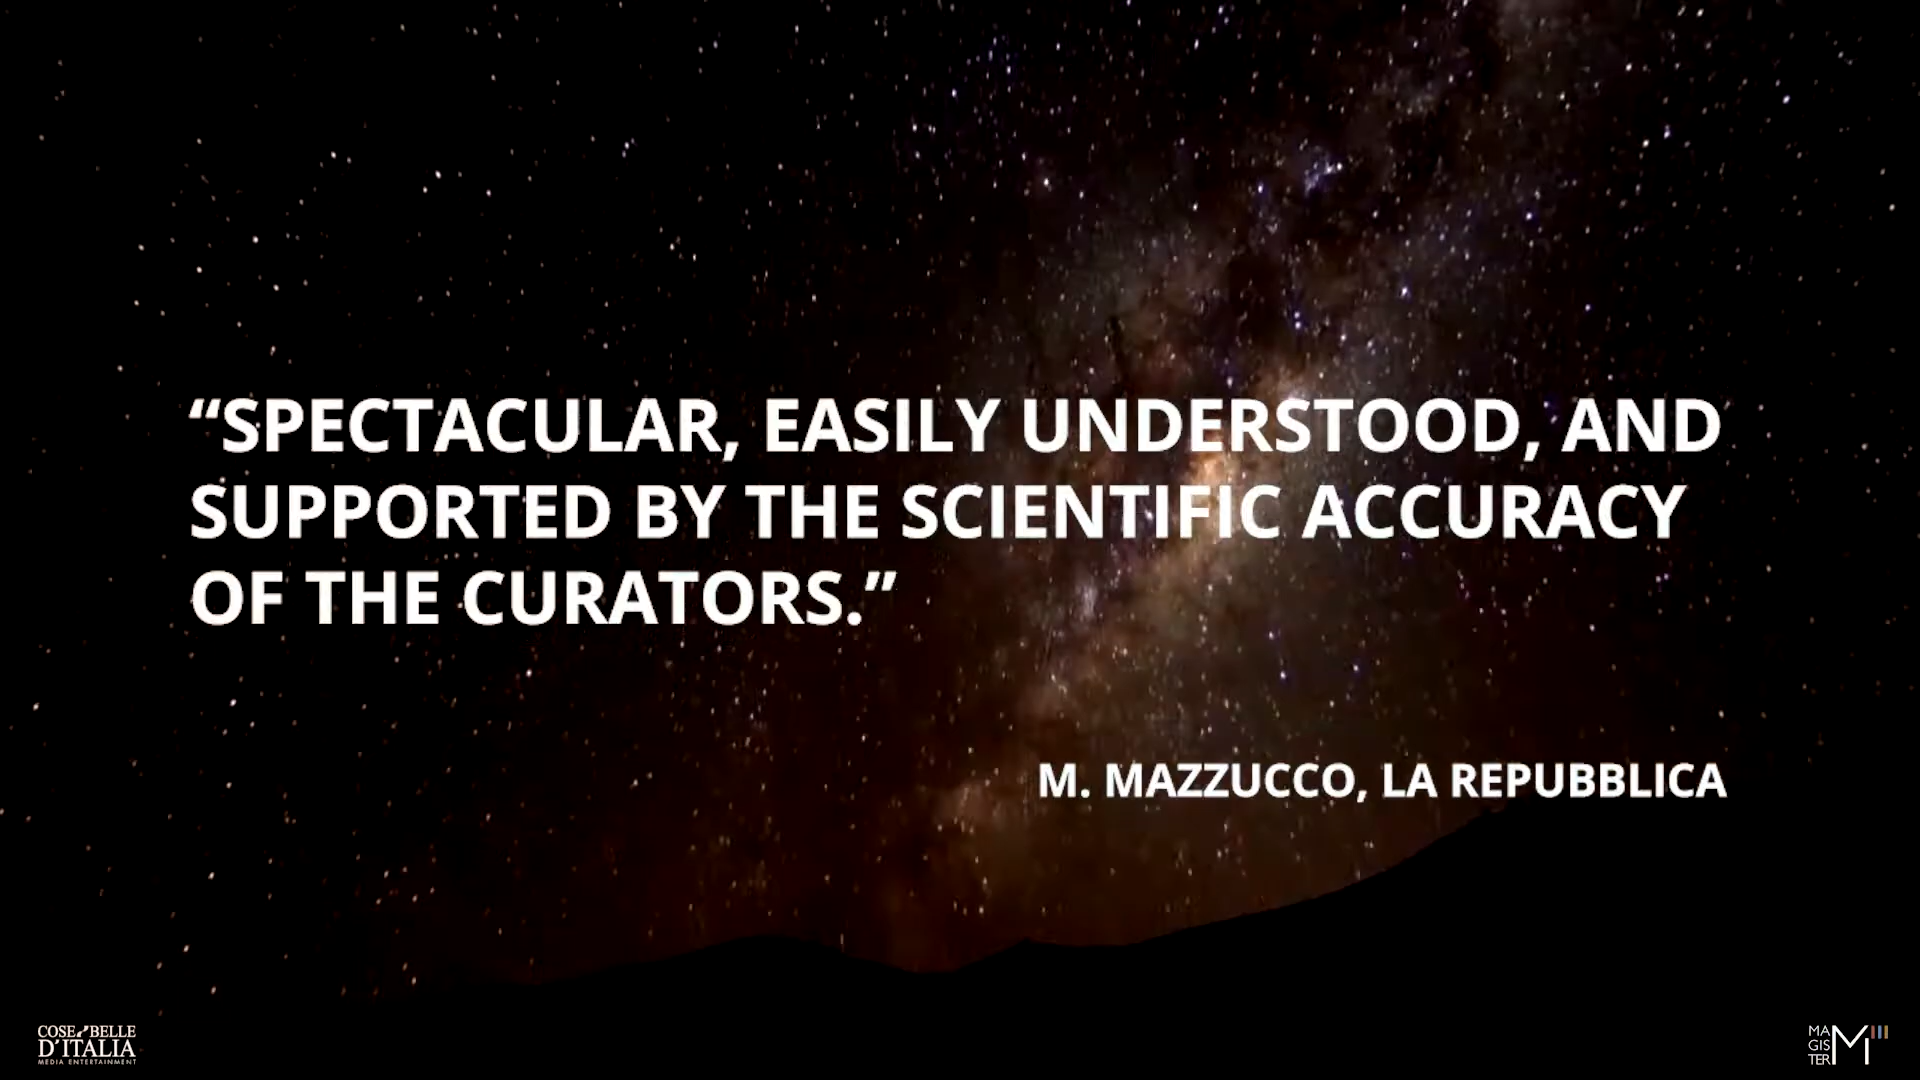 “SPECTACULAR, EASILY UNDERSTOOD, AND
SUPPORTED BY THE SCIENTIFIC ACCURACY
OF THE CURATORS.”
M. MAZZUCCO, LA REPUBBLICA
COSE BELLE
D'ITALIA
MEDIA ENTERTAINMENT
MA
GIS
TER
M